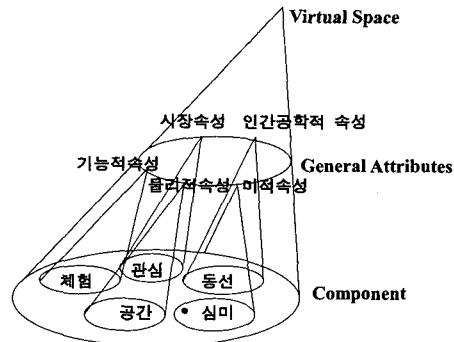 Virtual Space
시장속성 인간공학적 속성
기능적속성 General Attributes
물리적속성 미적속성
체험 관심 동선
Component
공간 심미